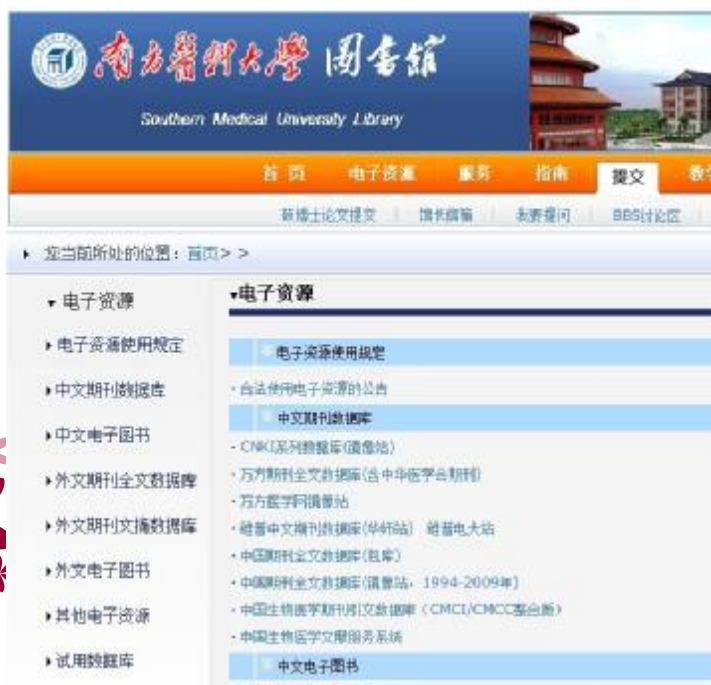 南方醫科大學 图书馆
Southern Medical University Library
首 页 电子资源 服务 指南 提交
硕博士论文提交 馆长信箱 我要提问 BBS讨论区
您当前所处的位置：首页> >
电子资源
电子资源使用规定
中文期刊数据库
中文电子图书
外文期刊全文数据库
外文期刊文摘数据库
外文电子图书
其他电子资源
试用数据库
电子资源
电子资源使用规定
·合法使用电子资源的公告
中文期刊数据库
·CNKI系列数据库(镜像站)
·万方期刊全文数据库(含中华医学会期刊)
·万方医学网镜像站
·维普中文期刊数据库(华师站) 维普电大站
·中国期刊全文数据库(包库)
·中国期刊全文数据库(镜像站，1994-2009年)
·中国生物医学期刊引文数据库（CMCI/CMCC整合版）
·中国生物医学文献服务系统
中文电子图书